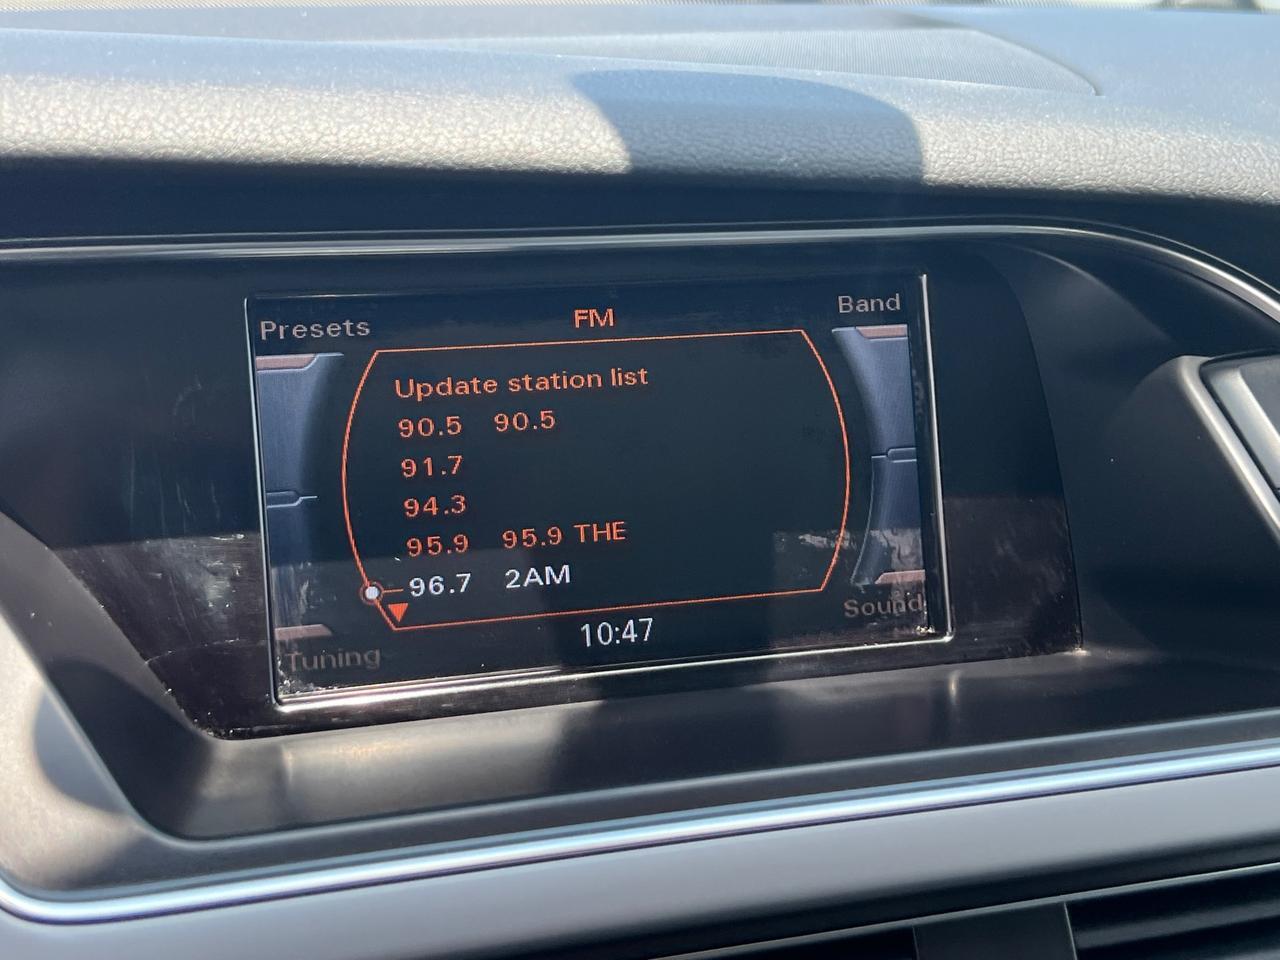 Presets
FM
Band
Update station list
90.5 90.5
91.7
94.3
95.9 95.9 THE
96.7 2AM
Sound
10:47
Tuning